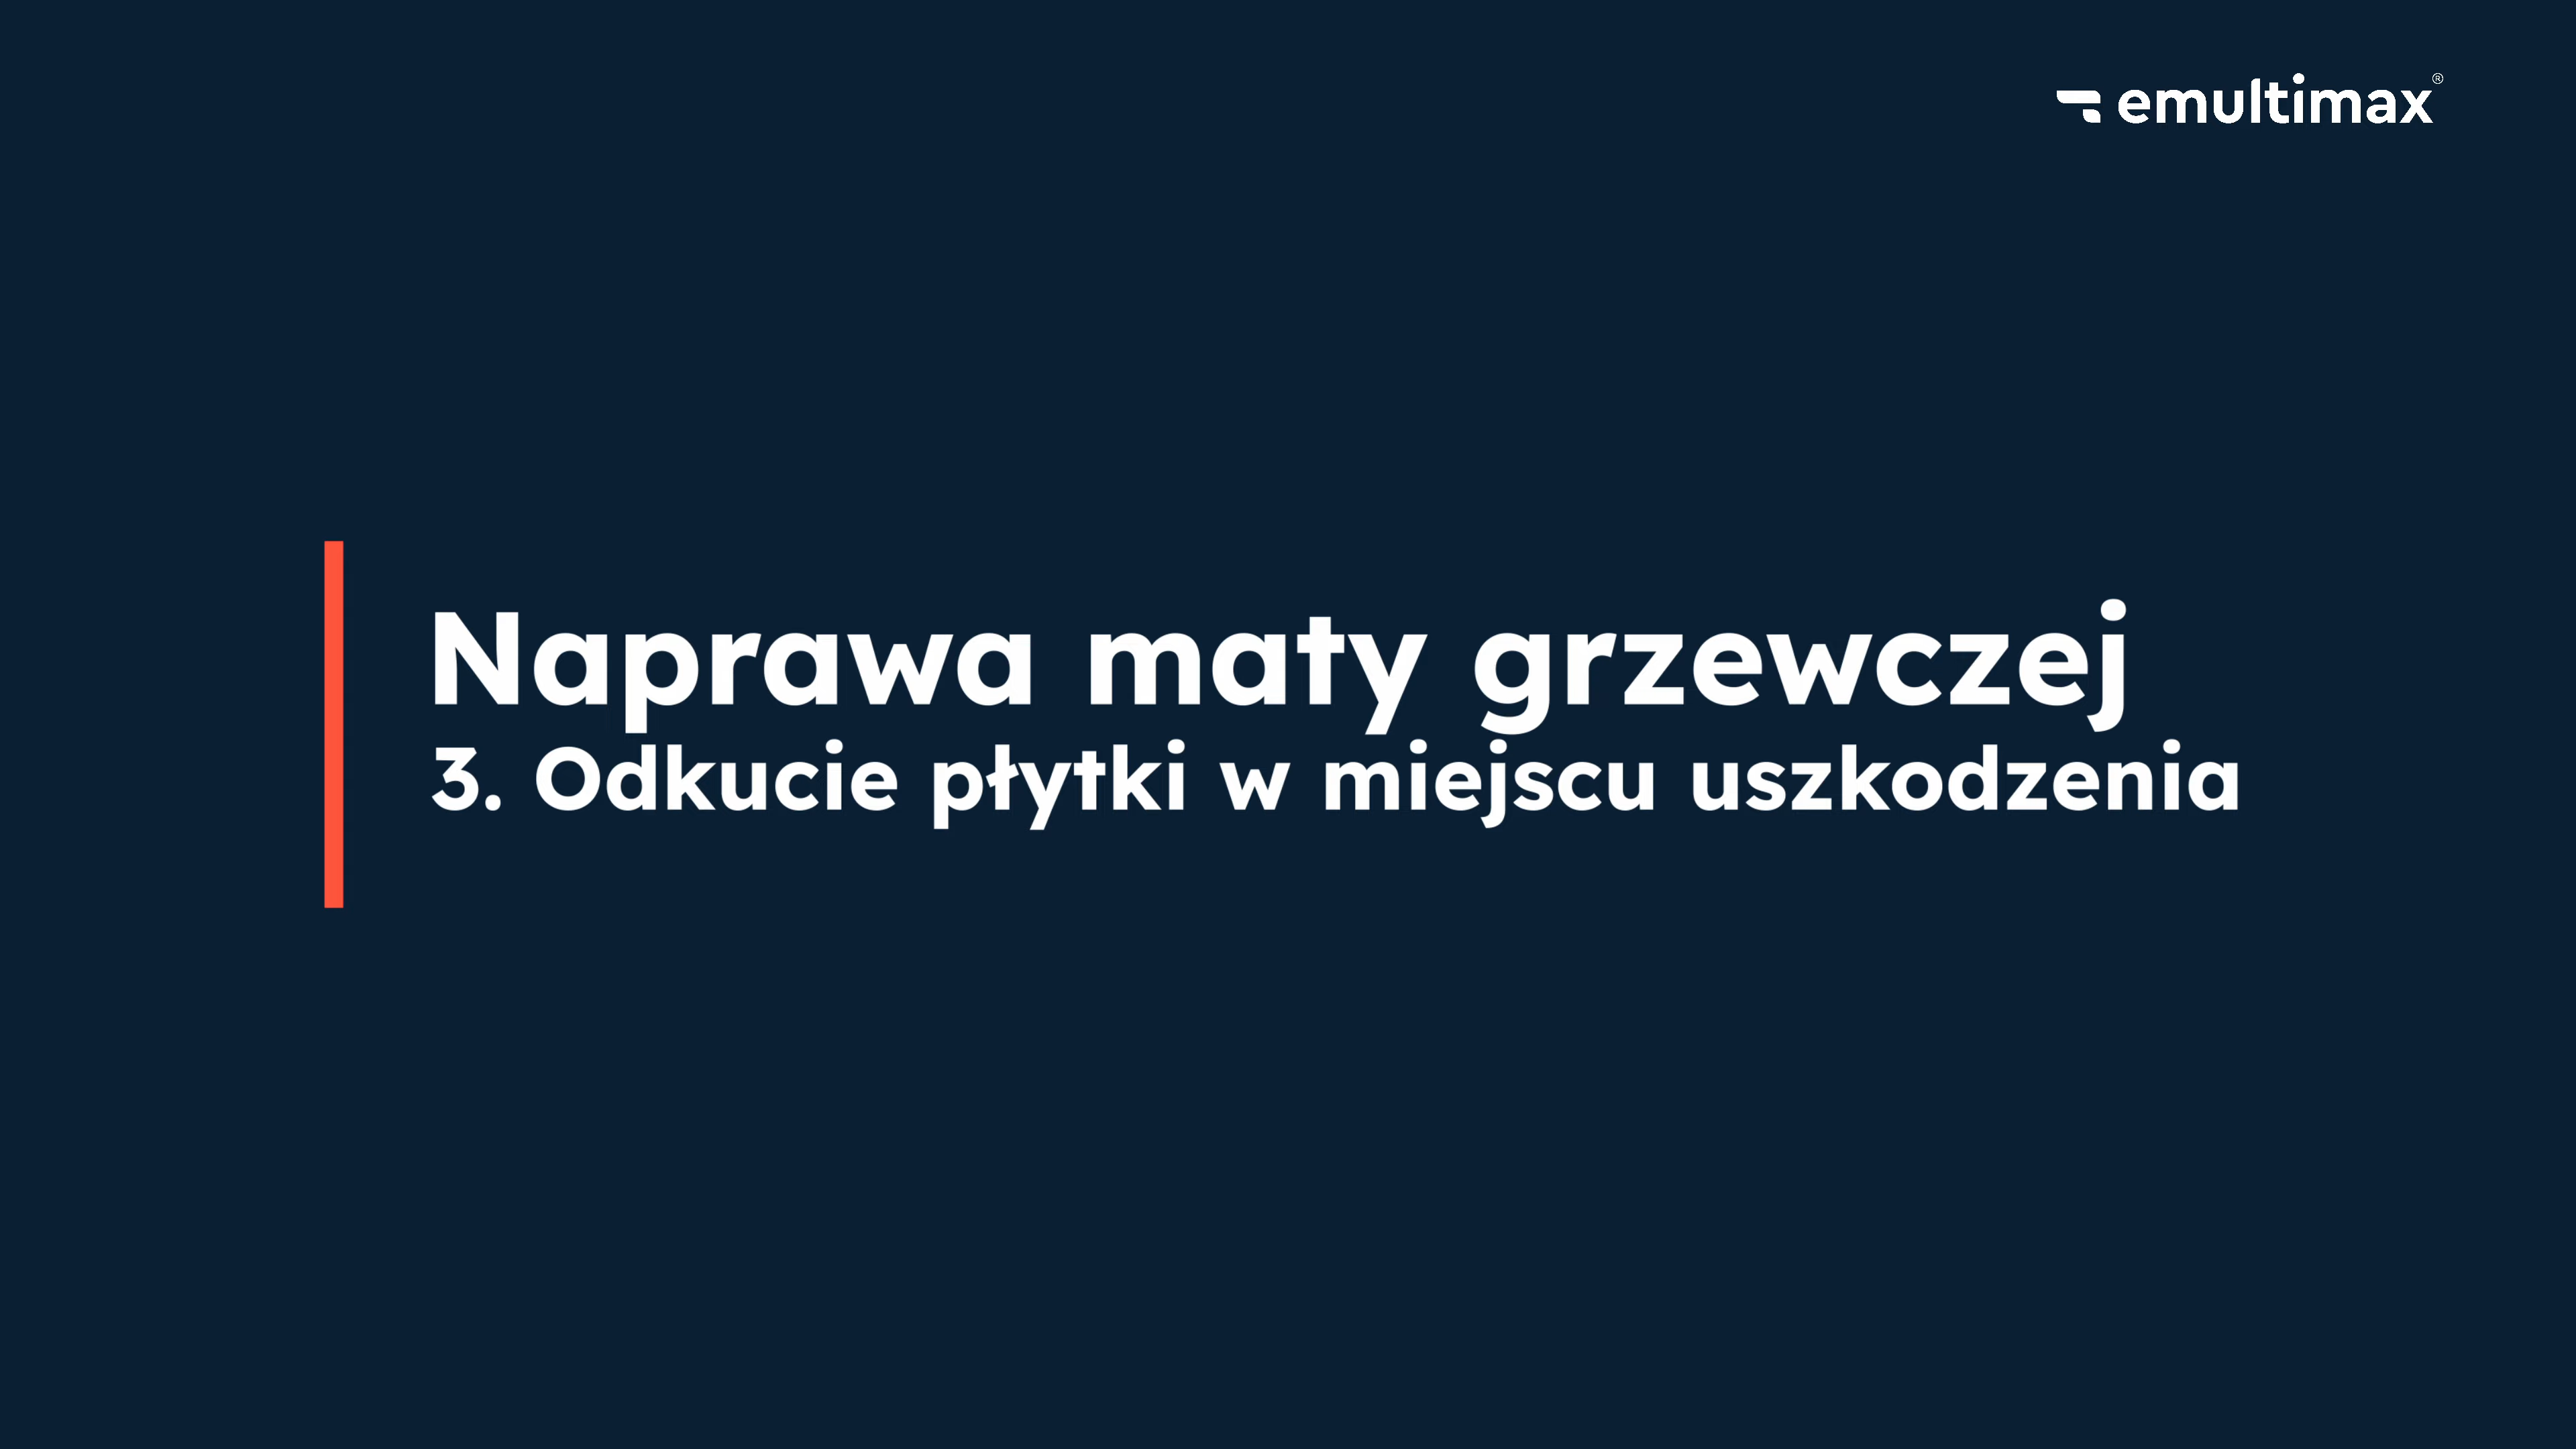 emultimax®
Naprawa maty grzewczej
3. Odkucie płytki w miejscu uszkodzenia